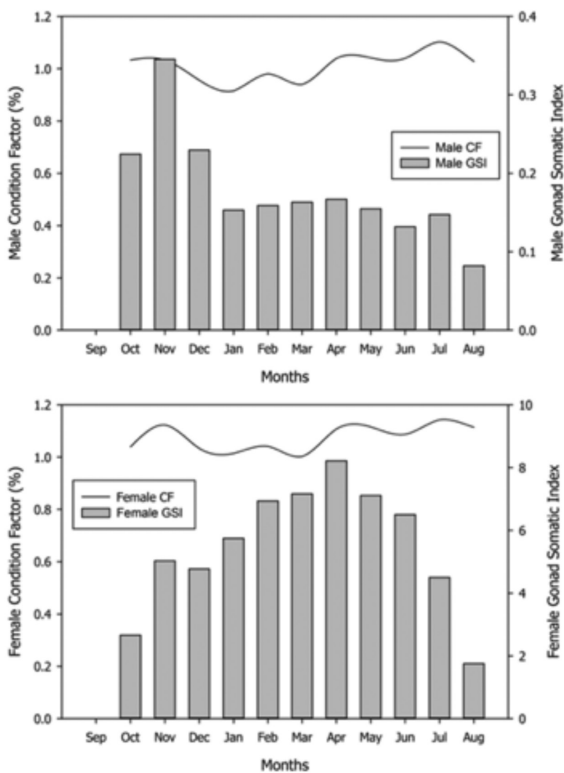 1.2
1.0
0.8
0.6
0.4
0.2
0.0
Male Condition Factor (%)
0.4
0.3
0.2
0.1
0.0
Male Gonad Somatic Index
Male CF
Male GSI
Sep Oct Nov Dec Jan Feb Mar Apr May Jun Jul Aug
Months
1.2
1.0
0.8
0.6
0.4
0.2
0.0
Female Condition Factor (%)
10
8
6
4
2
0
Female Gonad Somatic Index
Female CF
Female GSI
Sep Oct Nov Dec Jan Feb Mar Apr May Jun Jul Aug
Months